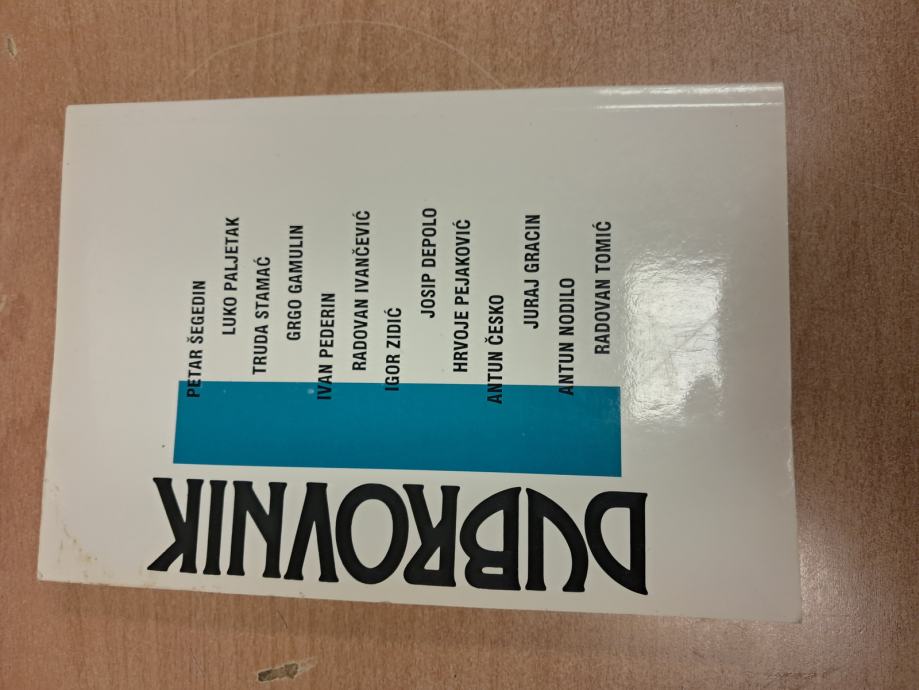 DUBROVNIK
PETAR ŠEGEDIN
LUKO PALJETAK
TRUDA STAMAĆ
GRGO GAMULIN
IVAN PEDERIN
RADOVAN IVANČEVIĆ
IGOR ZIDIĆ
JOSIP DEPOLO
HRVOJE PEJAKOVIĆ
ANTUN ČESKO
JURAJ GRACIN
ANTUN NODILO
RADOVAN TOMIĆ